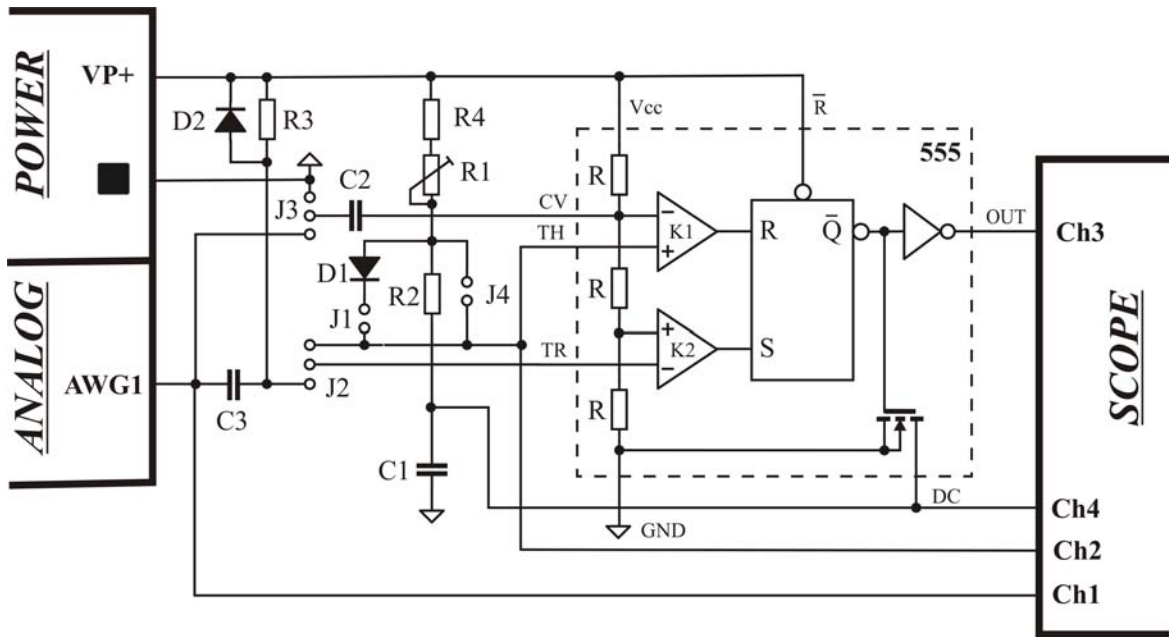 POWER
VP+
D2
R3
R4
R1
C2
J3
Vcc
R̅
555
R
CV
TH
K1
R
Q̅
OUT
Ch3
SCOPE
D1
J1
R2
J4
R
K2
S
TR
ANALOG
AWG1
C3
J2
R
C1
DC
GND
Ch4
Ch2
Ch1